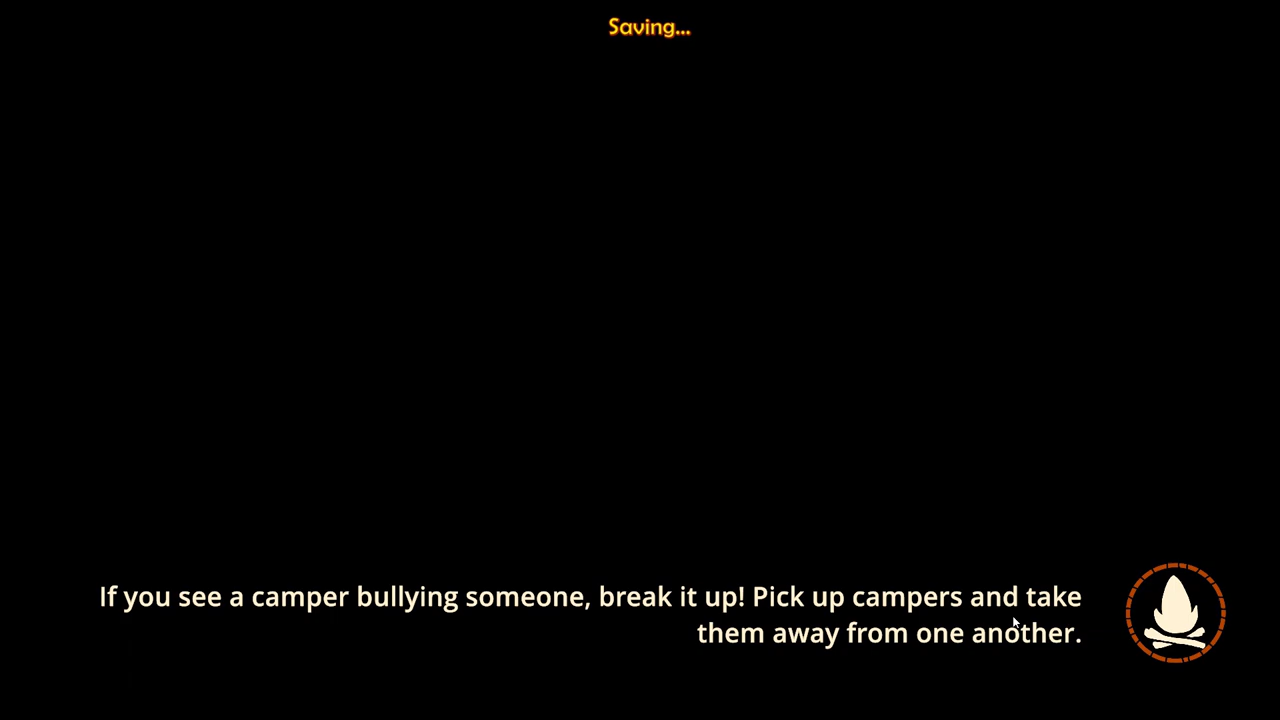 Saving...
If you see a camper bullying someone, break it up! Pick up campers and take
them away from one another.